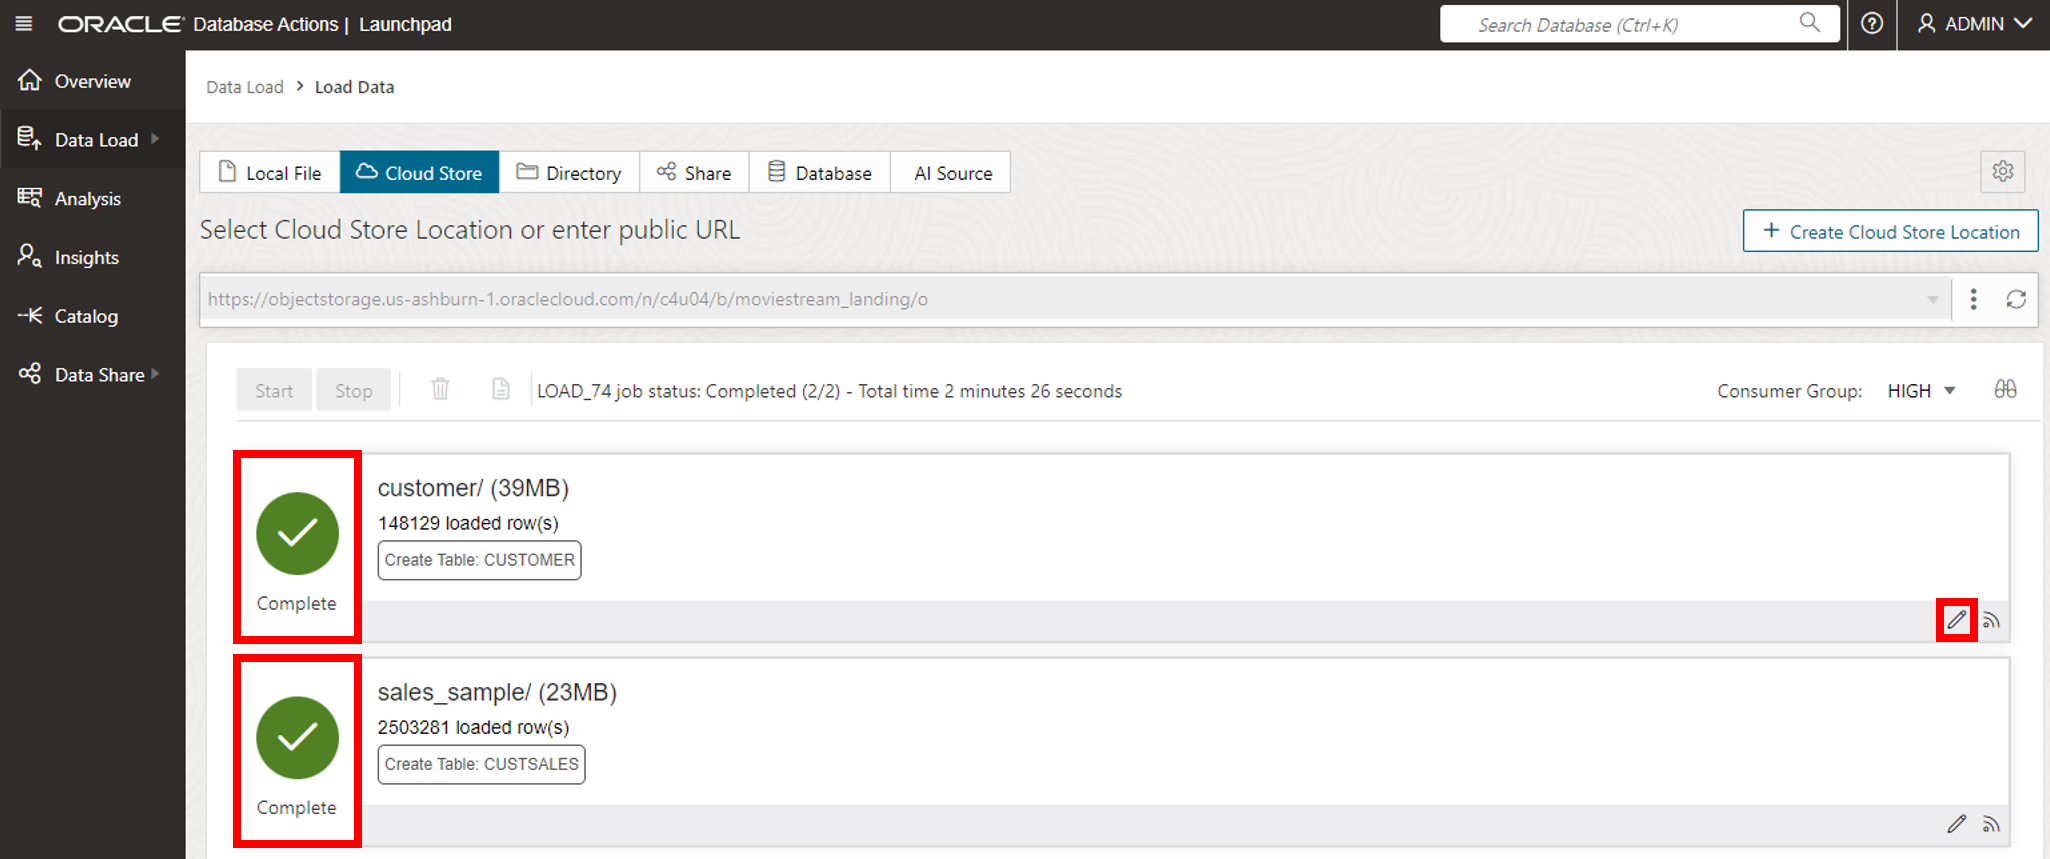 ORACLE Database Actions | Launchpad
Search Database (Ctrl+K)
ADMIN
Overview
Data Load
Analysis
Insights
Catalog
Data Share
Data Load > Load Data
Local File
Cloud Store
Directory
Share
Database
AI Source
Select Cloud Store Location or enter public URL
+ Create Cloud Store Location
https://objectstorage.us-ashburn-1.oraclecloud.com/n/c4u04/b/moviestream_landing/o
Start
Stop
LOAD_74 job status: Completed (2/2) - Total time 2 minutes 26 seconds
Consumer Group: HIGH
customer/ (39MB)
148129 loaded row(s)
Create Table: CUSTOMER
Complete
sales_sample/ (23MB)
2503281 loaded row(s)
Create Table: CUSTSALES
Complete